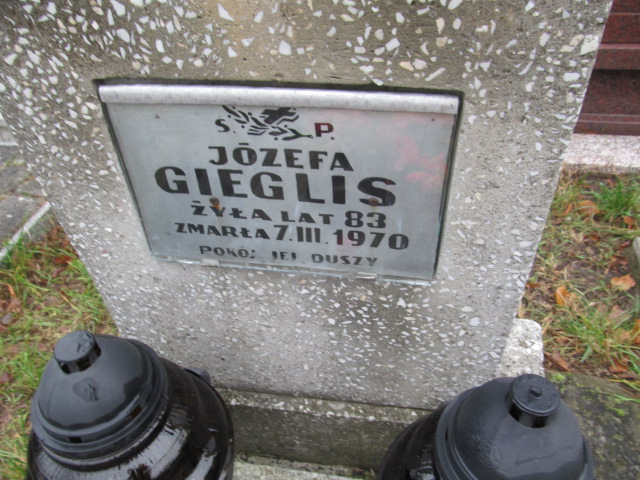 Ś. P.
JÓZEFA
GIEGLIS
ŻYŁA LAT 83
ZMARŁA 7.III.1970
POKÓJ JEJ DUSZY